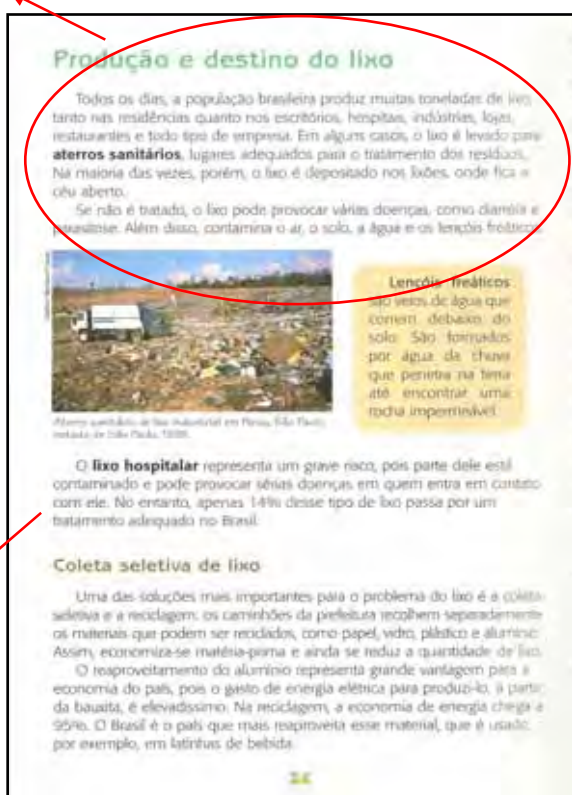 Produção e destino do lixo
Todos os dias, a população brasileira produz muitas toneladas de lixo,
tanto nas residências quanto nos escritórios, hospitais, indústrias, lojas,
restaurantes e todo tipo de empresa. Em alguns casos, o lixo é levado para
aterros sanitários, lugares adequados para o tratamento dos resíduos.
Na maioria das vezes, porém, o lixo é depositado nos lixões, onde fica a
céu aberto.
Se não é tratado, o lixo pode provocar várias doenças, como diarréia e
parasitose. Além disso, contamina o ar, o solo, a água e os lençóis freáticos.
Lençóis freáticos
são veios de água que
correm debaixo do
solo. São formados
por água da chuva
que penetra na terra
até encontrar uma
rocha impermeável.
Aterro sanitário de lixo industrial em São Paulo,
O lixo hospitalar representa um grave risco, pois parte dele está
contaminado e pode provocar sérias doenças em quem entra em contato
com ele. No entanto, apenas 14% desse tipo de lixo passa por um
tratamento adequado no Brasil.
Coleta seletiva de lixo
Uma das soluções mais importantes para o problema do lixo é a coleta
seletiva e a reciclagem: os caminhões da prefeitura recolhem separadamente
os materiais que podem ser reciclados, como papel, vidro, plástico e alumínio.
Assim, economiza-se matéria-prima e ainda se reduz a quantidade de lixo.
O reaproveitamento do alumínio representa grande vantagem para a
economia do país, pois o gasto de energia elétrica para produzi-lo, a partir
da bauxita, é elevadíssimo. Na reciclagem, a economia de energia chega a
95%. O Brasil é o país que mais reaproveita esse material, que é usado,
por exemplo, em latinhas de bebida.